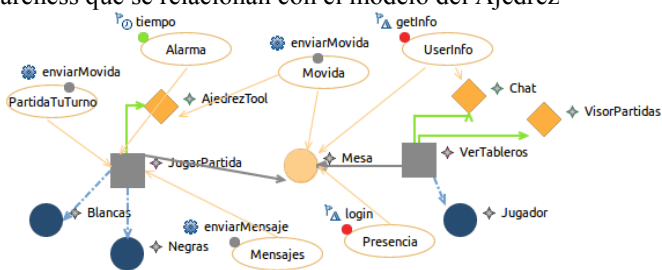 areness que se relacionan con el modelo del Ajedrez
tiempo
getInfo
Alarma
enviarMovida
UserInfo
enviarMovida
Movida
PartidaTuTurno
AjedrezTool
Chat
VisorPartidas
JugarPartida
Mesa
VerTableros
Blancas
Negras
enviarMensaje
Mensajes
login
Presencia
Jugador